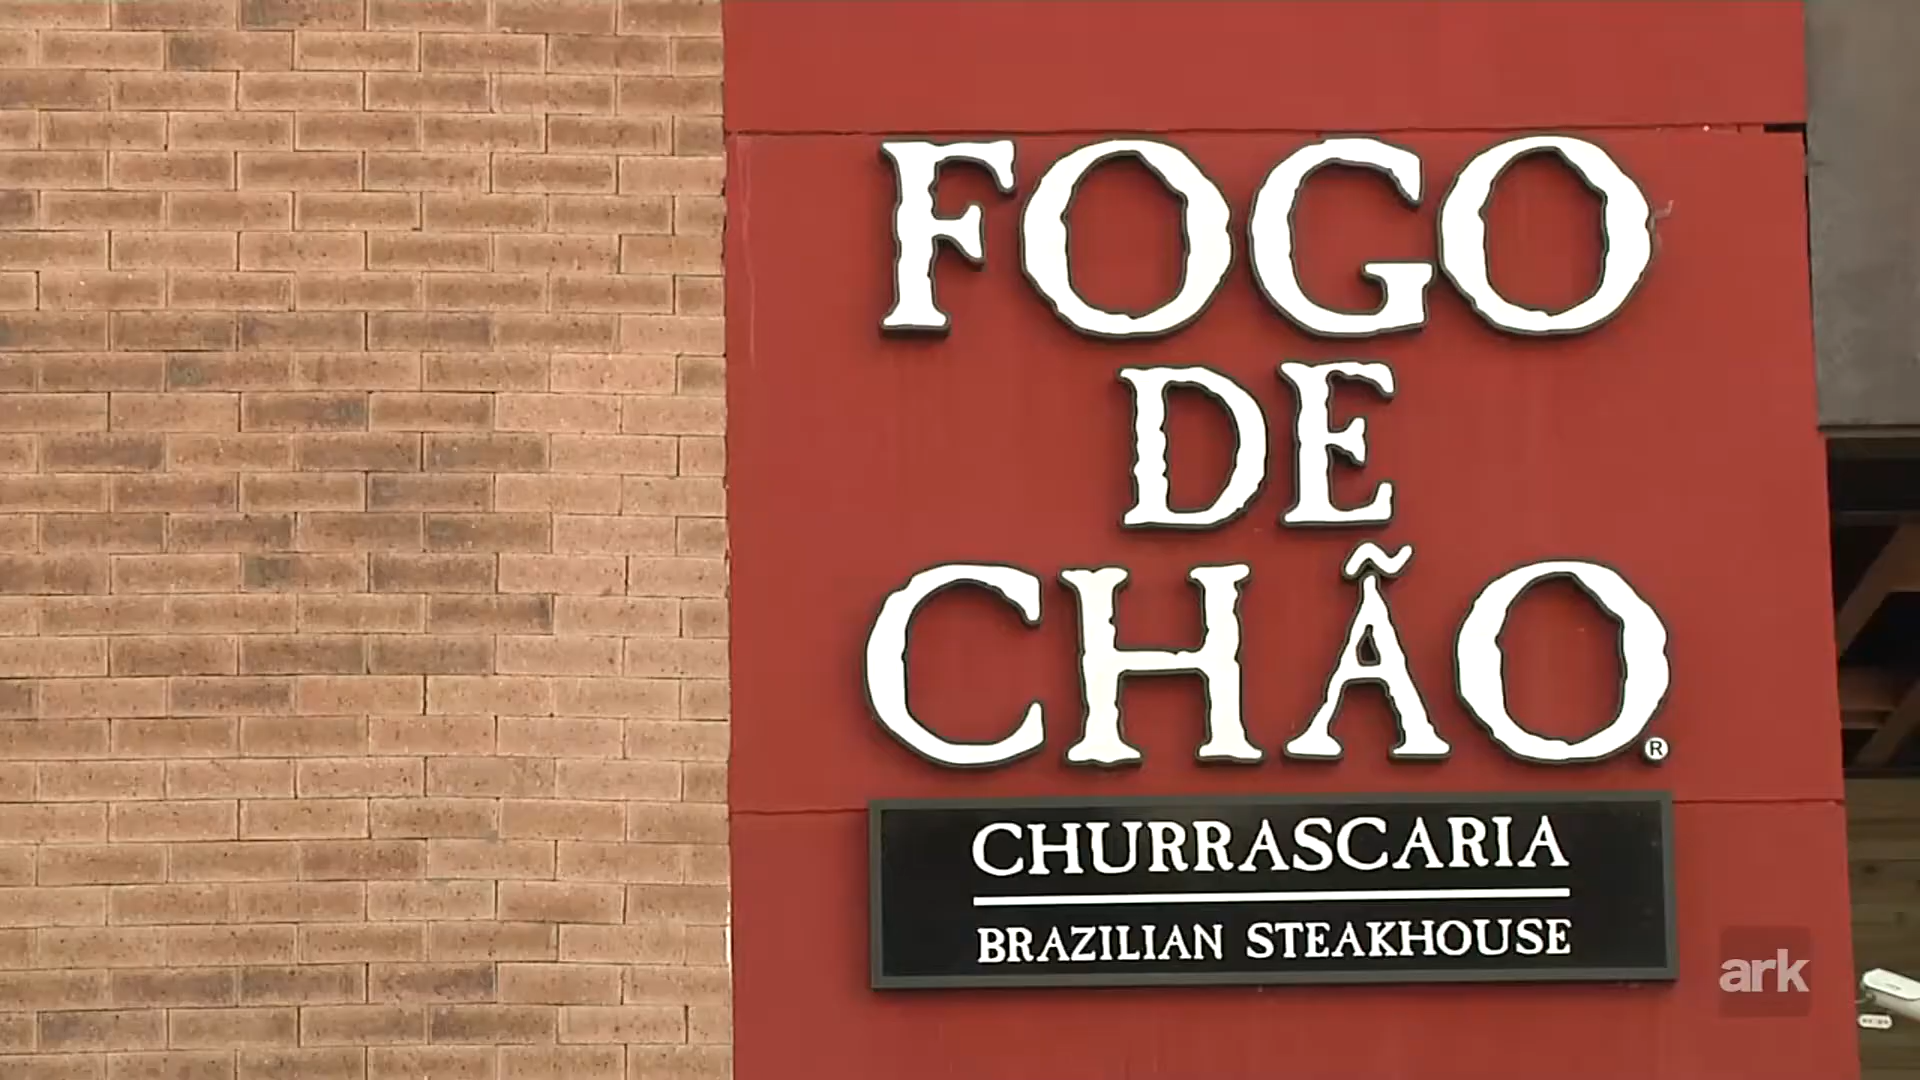 FOGO
DE
CHÃO®
CHURRASCARIA
BRAZILIAN STEAKHOUSE
ark